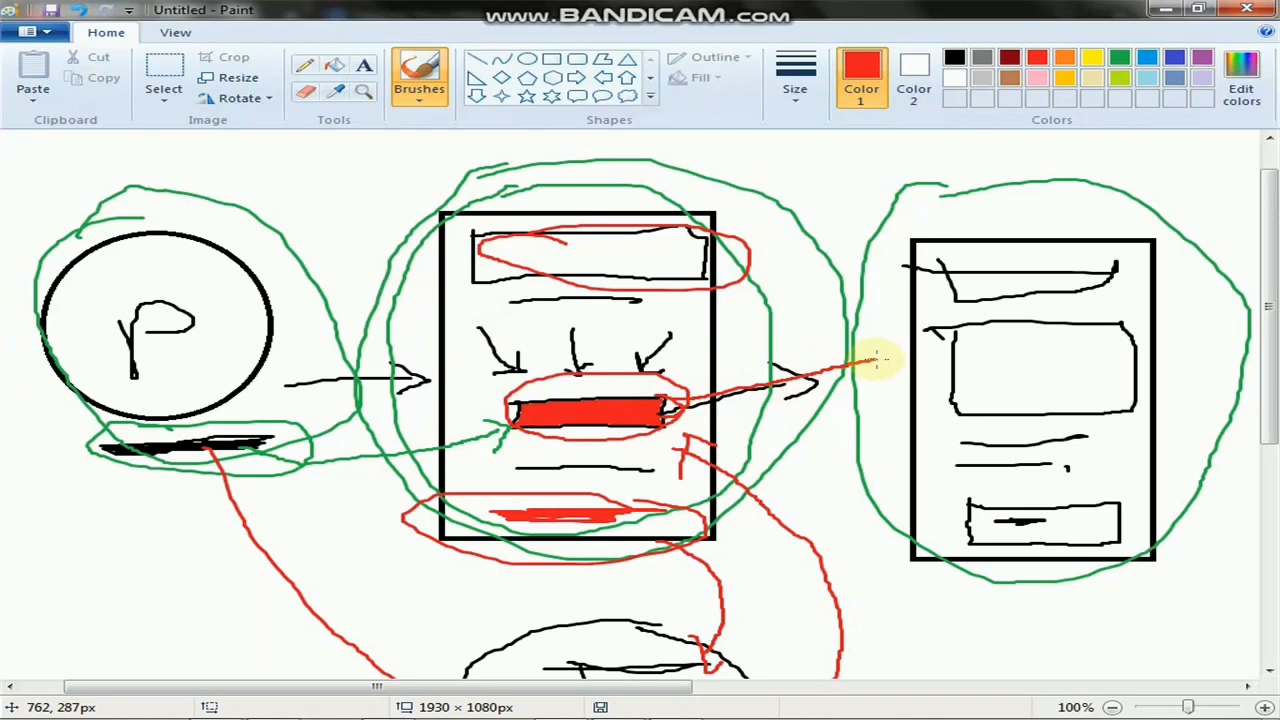 Untitled - Paint
www.BANDICAM.com
Home
View
Paste
Cut
Copy
Clipboard
Select
Crop
Resize
Rotate
Image
Tools
Brushes
Shapes
Outline
Fill
Size
Color
1
Color
2
Edit
colors
Colors
P
762, 287px
1930 × 1080px
100%